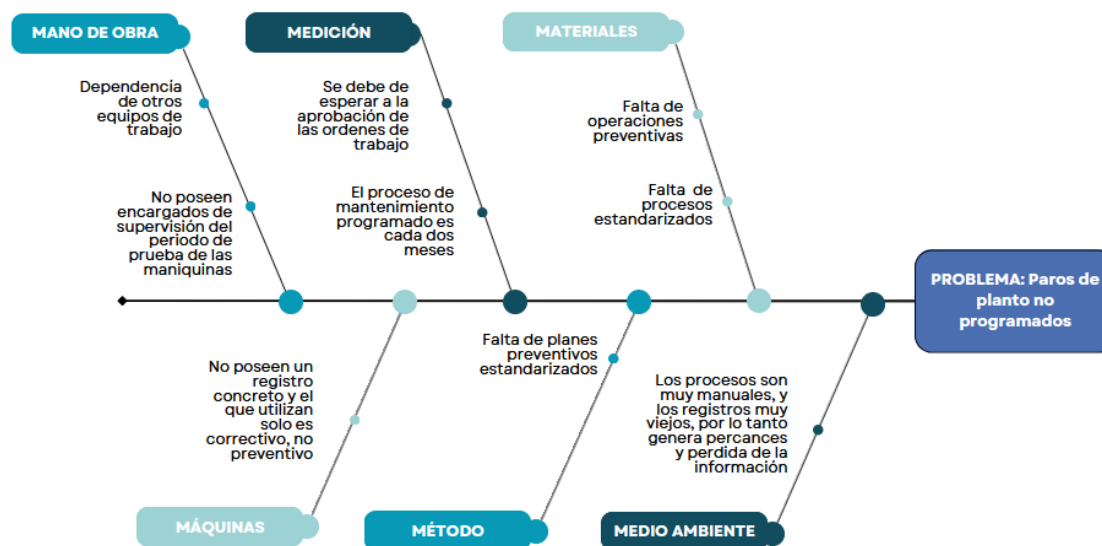 MANO DE OBRA
MEDICIÓN
MATERIALES
Dependencia
de otros
equipos de
trabajo
Se debe de
esperar a la
aprobación de
las ordenes de
trabajo
Falta de
operaciones
preventivas
No poseen
encargados de
supervisión del
periodo de
prueba de las
maniquinas
El proceso de
mantenimiento
programado es
cada dos
meses
Falta de
procesos
estandarizados
PROBLEMA: Paros de
planto no
programados
No poseen un
registro
concreto y el
que utilizan
solo es
correctivo, no
preventivo
Falta de planes
preventivos
estandarizados
Los procesos son
muy manuales, y
los registros muy
viejos, por lo tanto
genera percances
y perdida de la
información
MÁQUINAS
MÉTODO
MEDIO AMBIENTE